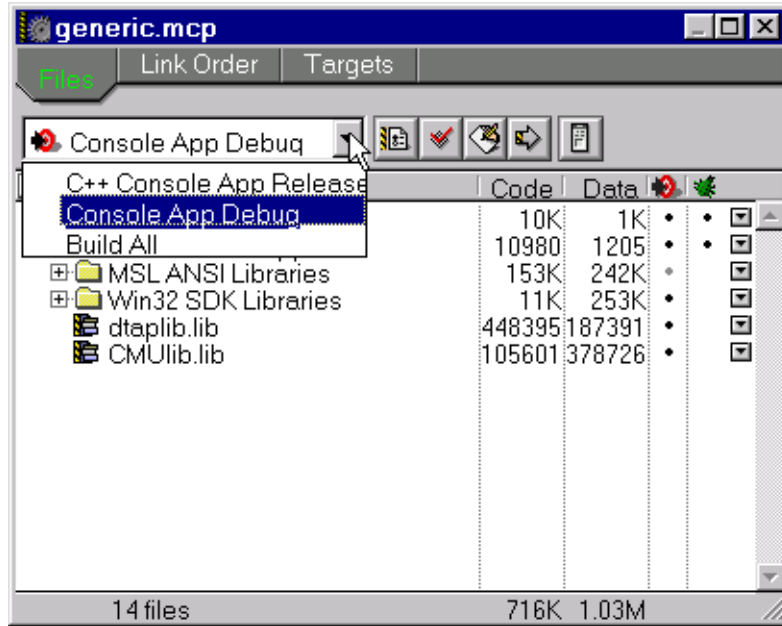 generic.mcp
Files Link Order Targets
Console App Debug
C++ Console App Release
Console App Debug
Build All
Code Data
10K 1K
10980 1205
MSL ANSI Libraries 153K 242K
Win32 SDK Libraries 11K 253K
dtaplib.lib 448395 187391
CMUlib.lib 105601 378726
14 files 716K 1.03M